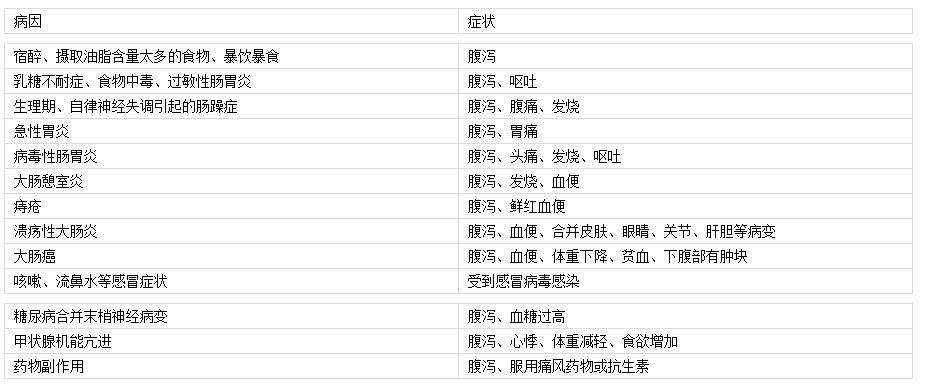 病因 症状
宿醉、摄取油脂含量太多的食物、暴饮暴食 腹泻
乳糖不耐症、食物中毒、过敏性肠胃炎 腹泻、呕吐
生理期、自律神经失调引起的肠躁症 腹泻、腹痛、发烧
急性胃炎 腹泻、胃痛
病毒性肠胃炎 腹泻、头痛、发烧、呕吐
大肠憩室炎 腹泻、发烧、血便
痔疮 腹泻、鲜红血便
溃疡性大肠炎 腹泻、血便、合并皮肤、眼睛、关节、肝胆等病变
大肠癌 腹泻、血便、体重下降、贫血、下腹部有肿块
咳嗽、流鼻水等感冒症状 受到感冒病毒感染
糖尿病合并末梢神经病变 腹泻、血糖过高
甲状腺机能亢进 腹泻、心悸、体重减轻、食欲增加
药物副作用 腹泻、服用痛风药物或抗生素